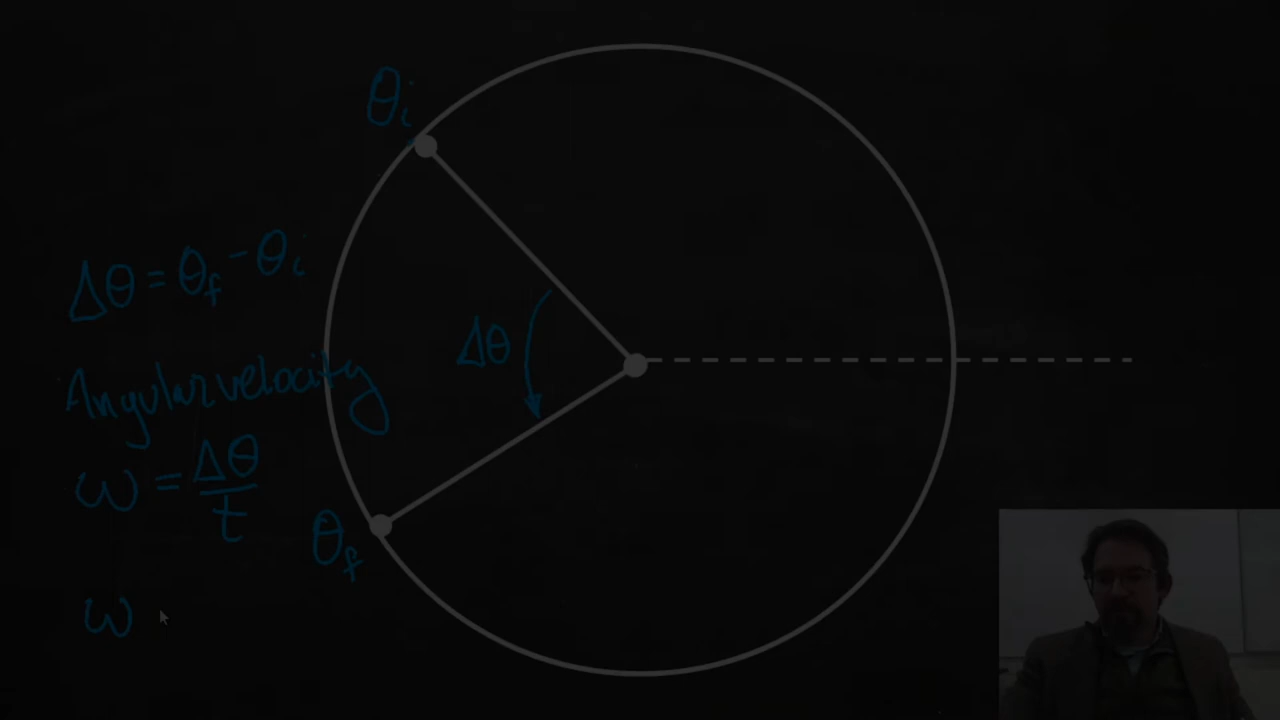 θi
Δθ = θf - θi
Δθ
Angular velocity
ω = Δθ/t
θf
ω